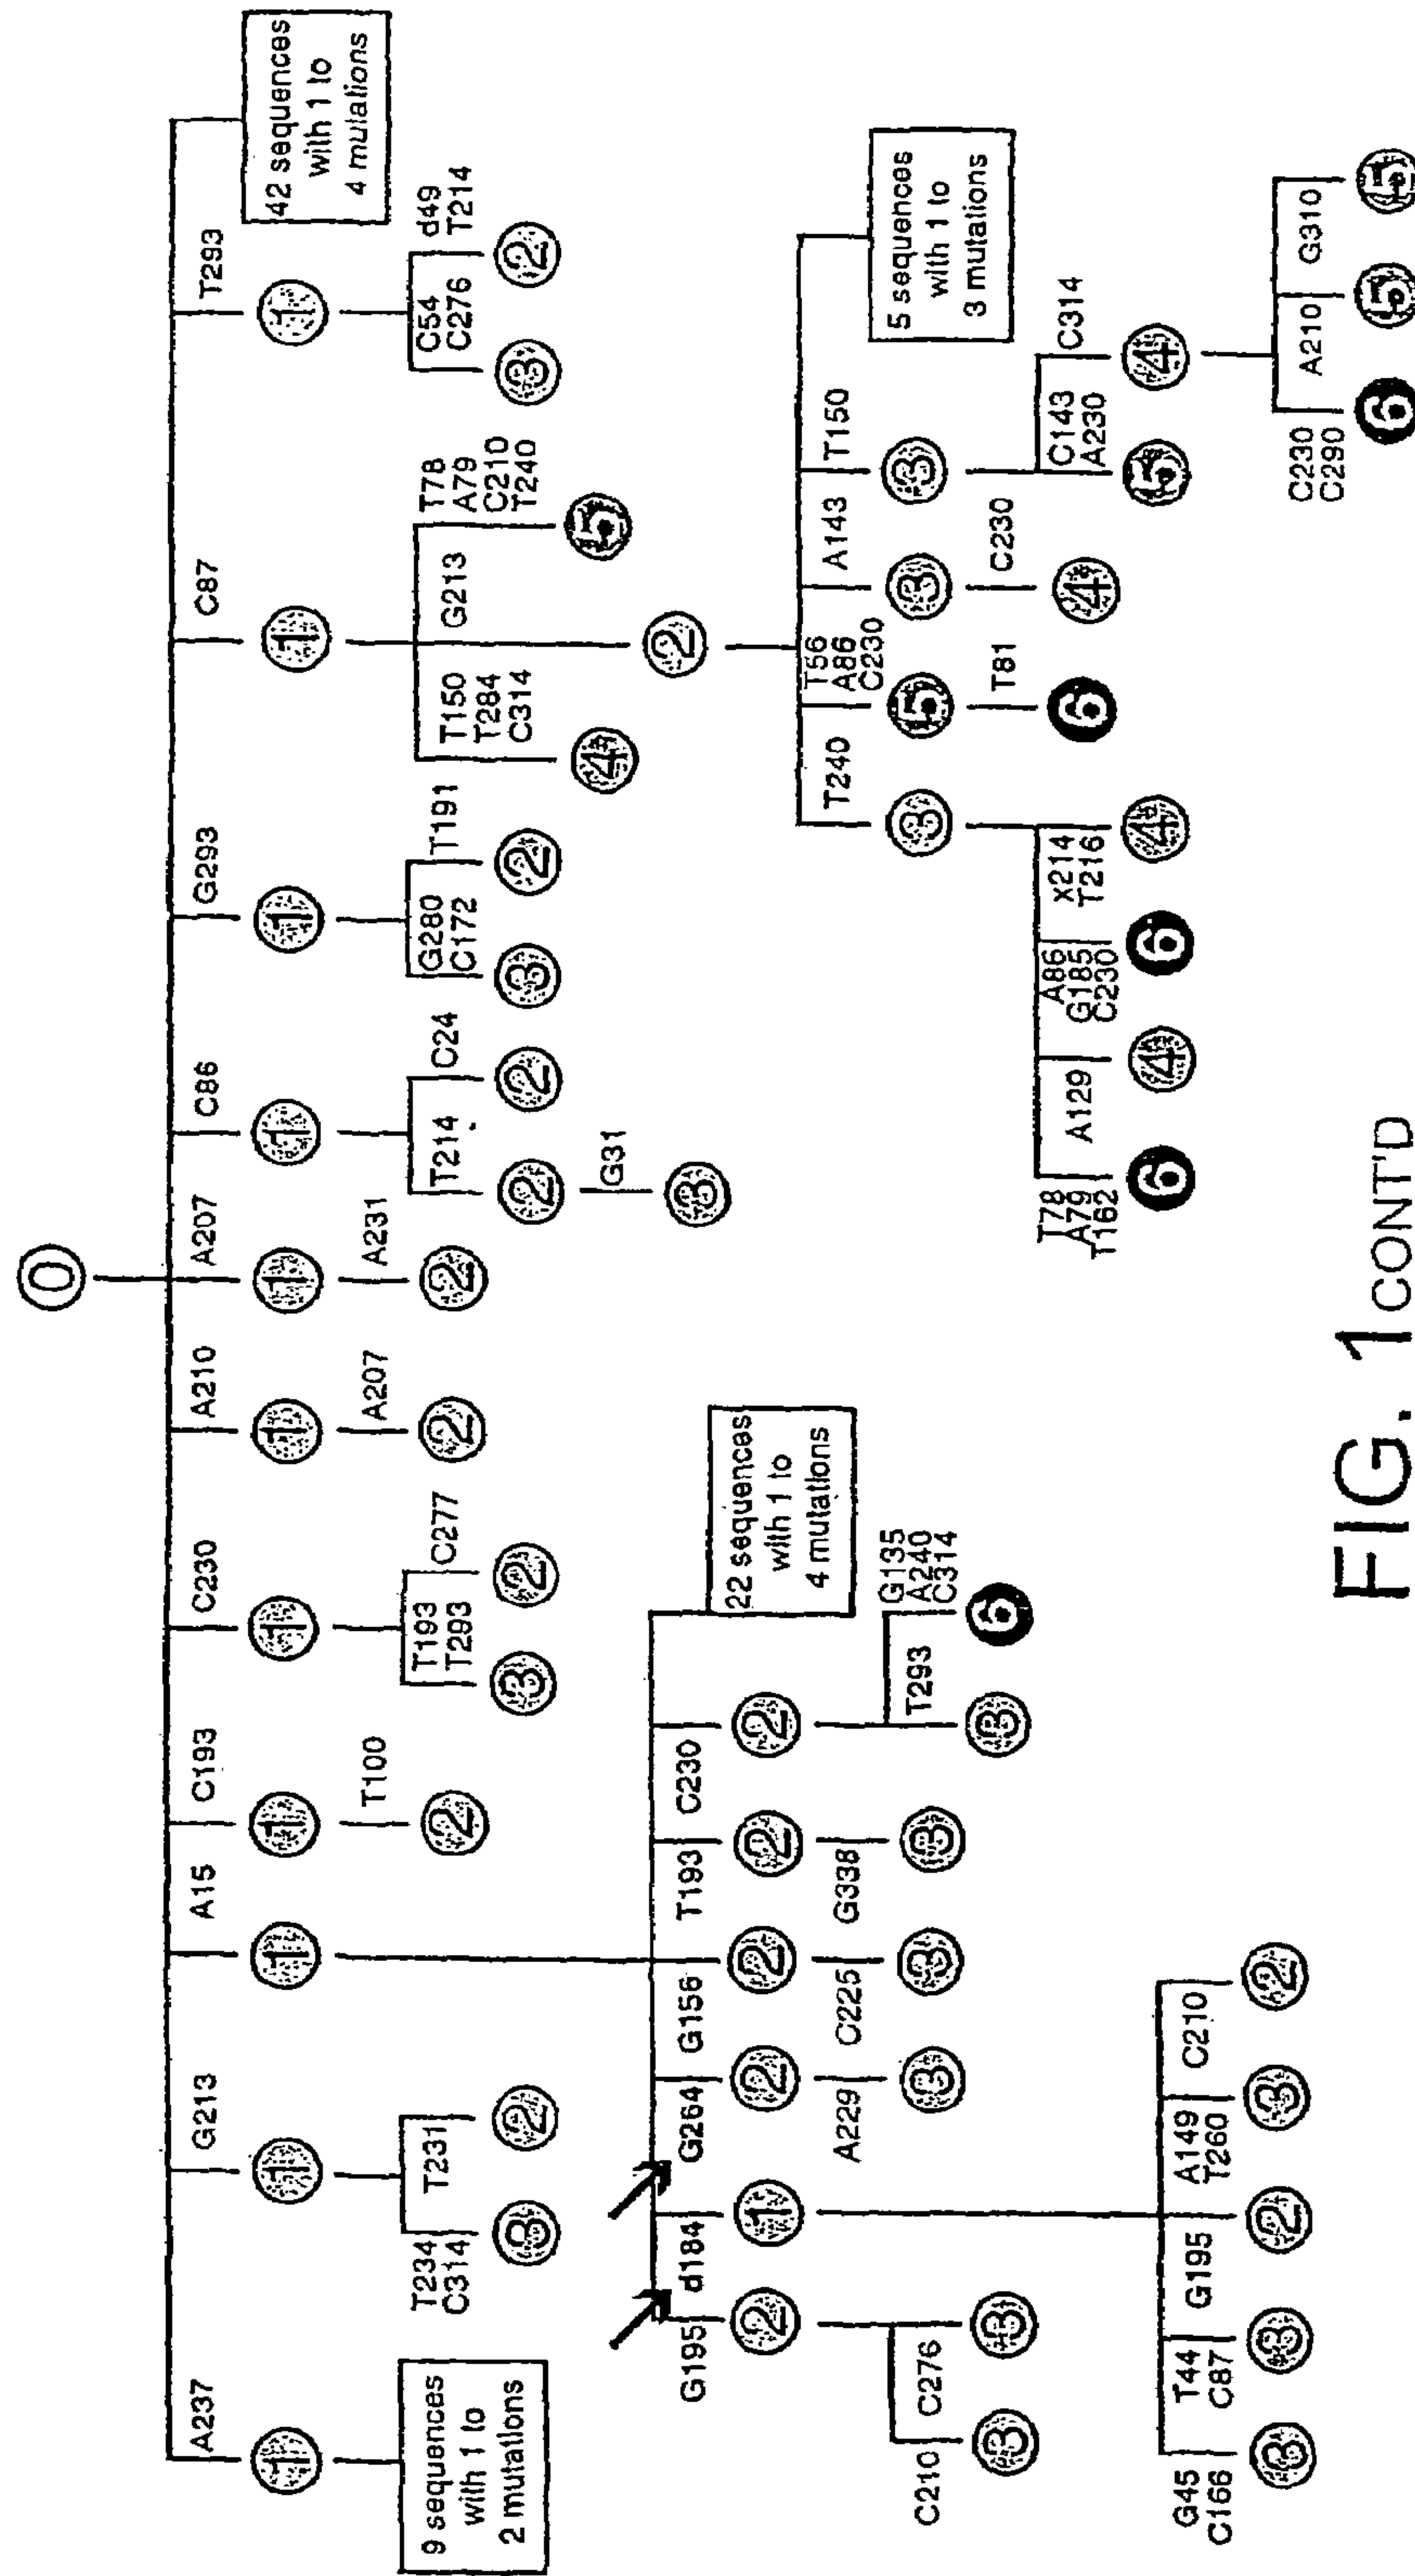 0
A237
G213
A15
C193
C230
A210
A207
C86
G293
C87
T293
1
1
1
1
1
1
1
1
1
1
1
42 sequences
with 1 to
4 mutations
9 sequences
with 1 to
2 mutations
T234
C314
T231
3
2
T100
2
T193
T293
C277
3
2
A207
2
A231
2
T214
C24
2
2
G31
3
G280
C172
T191
3
2
T150
T284
C314
G213
T78
A79
C210
T240
4
2
5
C54
C276
d49
T214
3
2
G195
d184
G264
G156
T193
C230
2
1
2
2
2
2
22 sequences
with 1 to
4 mutations
C210
C276
3
3
A229
3
C225
3
G338
3
T293
G135
A240
C314
3
6
T240
T56
A86
C230
A143
T150
3
5
3
3
5 sequences
with 1 to
3 mutations
T81
6
C230
4
C143
A230
C314
5
4
G45
C166
T44
C87
G195
A149
T260
C210
3
3
2
3
2
T78
A79
T162
A129
A86
G185
C230
X214
T216
6
4
6
4
C230
C290
A210
G310
6
5
5
FIG. 1 CONT'D